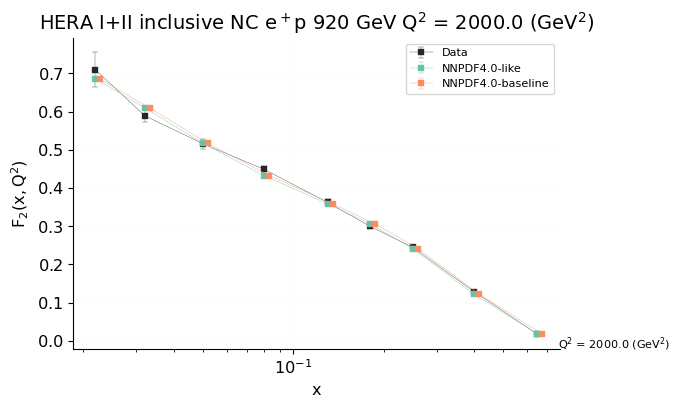 HERA I+II inclusive NC e⁺p 920 GeV Q² = 2000.0 (GeV²)
Data
NNPDF4.0-like
NNPDF4.0-baseline
0.7
0.6
0.5
0.4
0.3
0.2
0.1
0.0
F₂(x, Q²)
Q² = 2000.0 (GeV²)
10⁻¹
x